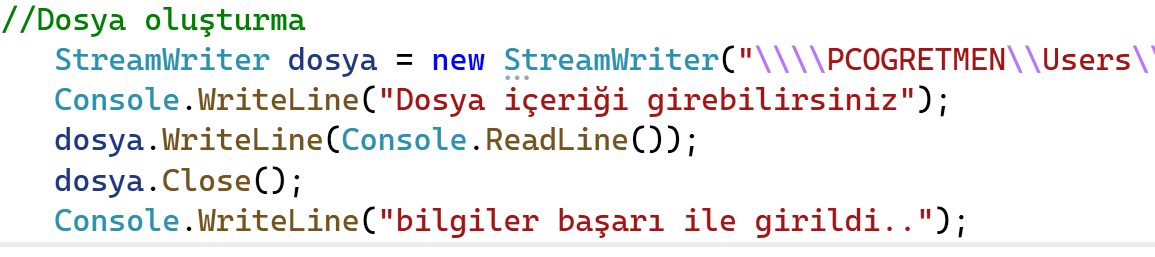 //Dosya oluşturma
StreamWriter dosya = new StreamWriter("\\\\PCOGRETMEN\\Users\\
Console.WriteLine("Dosya içeriği girebilirsiniz");
dosya.WriteLine(Console.ReadLine());
dosya.Close();
Console.WriteLine("bilgiler başarı ile girildi..");